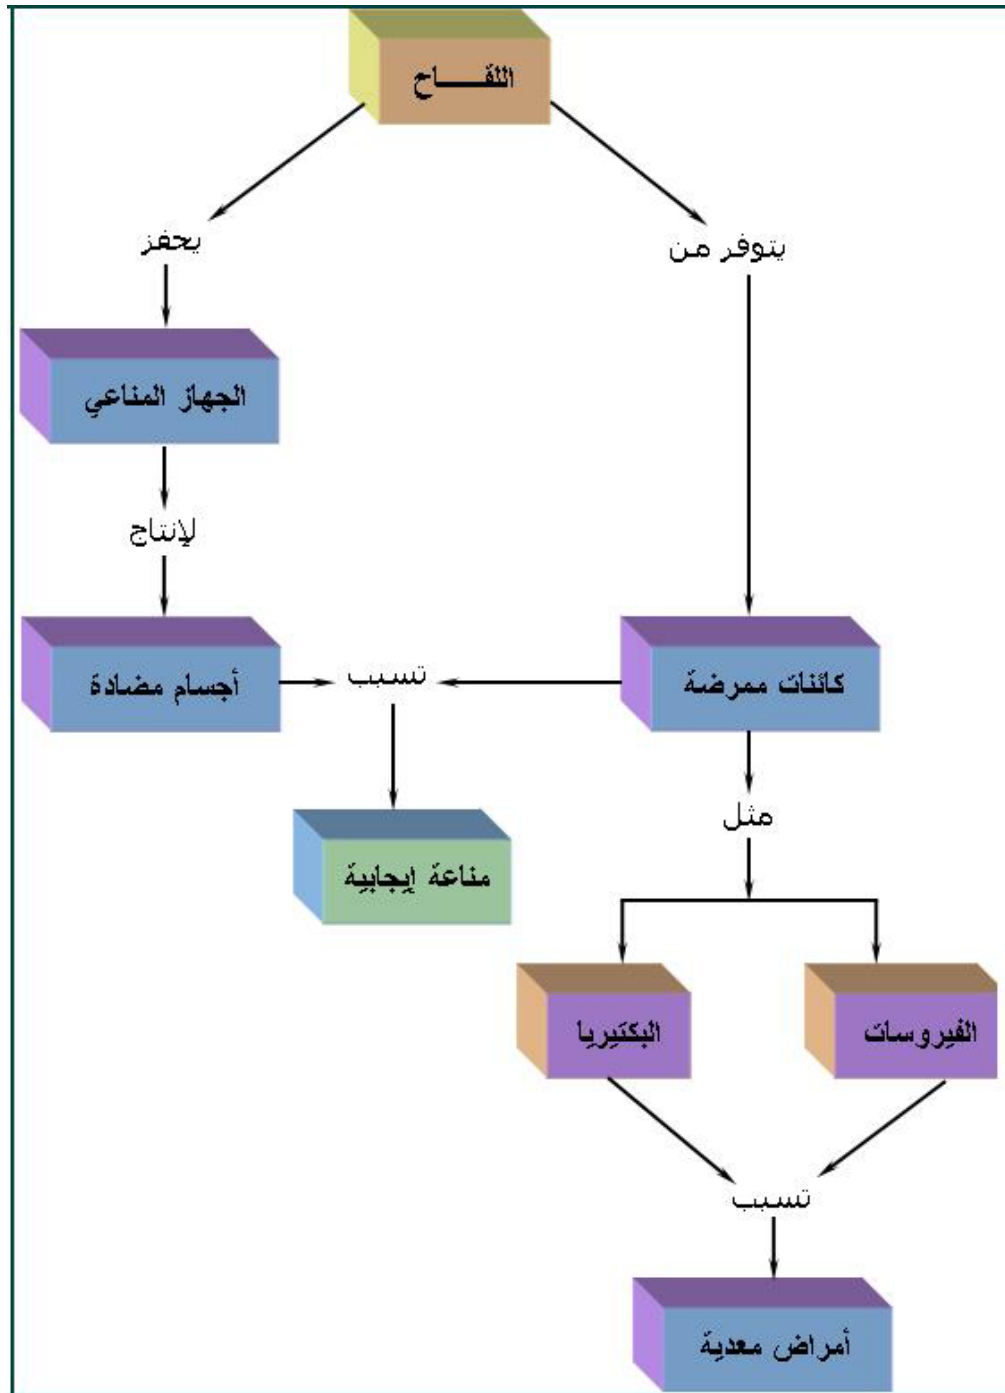 اللقـــــاح
يحفز
يتوفر من
الجهاز المناعي
لإنتاج
أجسام مضادة
تسبب
كائنات ممرضة
مثل
مناعة إيجابية
البكتيريا
الفيروسات
تسبب
أمراض معدية